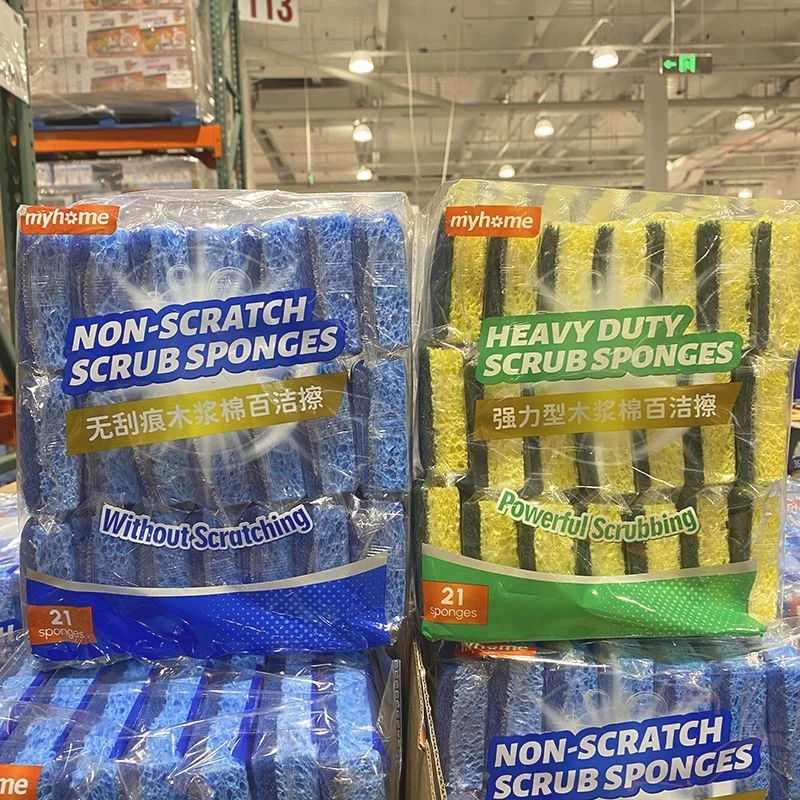 113
myhome
NON-SCRATCH
SCRUB SPONGES
无刮痕木浆棉百洁擦
Without Scratching
21
sponges
myhome
HEAVY DUTY
SCRUB SPONGES
强力型木浆棉百洁擦
Powerful Scrubbing
21
sponges
myhome
NON-SCRATCH
SCRUB SPONGES
me